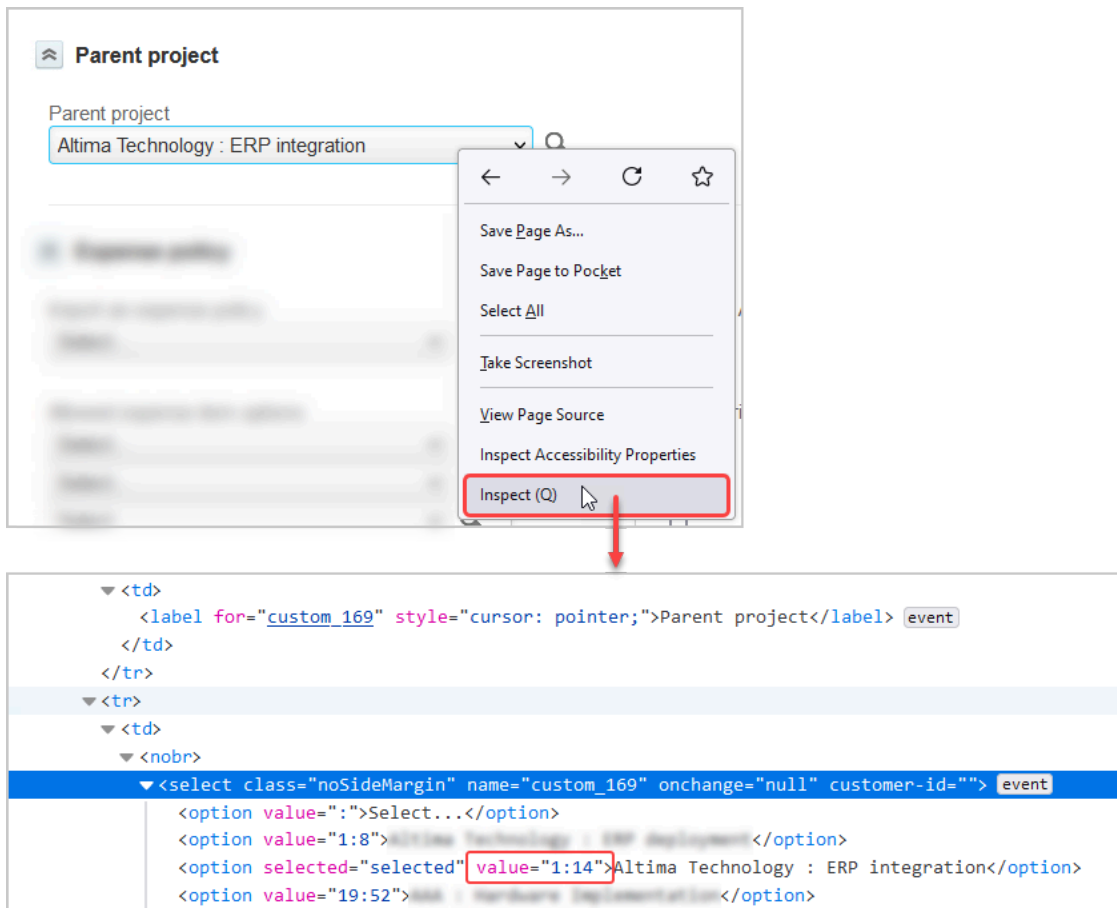 Parent project
Parent project
Altima Technology : ERP integration
Save Page As...
Save Page to Pocket
Select All
Take Screenshot
View Page Source
Inspect Accessibility Properties
Inspect (Q)
<td>
<label for="custom_169" style="cursor: pointer;">Parent project</label> event
</td>
</tr>
<tr>
<td>
<nobr>
<select class="noSideMargin" name="custom_169" onchange="null" customer-id=""> event
<option value=":">Select...</option>
<option value="1:8"></option>
<option selected="selected" value="1:14">Altima Technology : ERP integration</option>
<option value="19:52"></option>